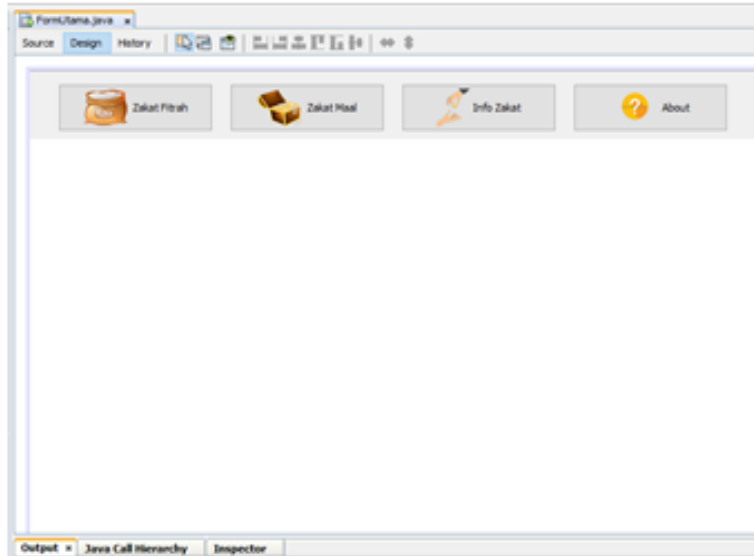 FormUtama.java
Source Design History
Zakat Fitrah Zakat Maal Info Zakat About
Output Java Call Hierarchy Inspector